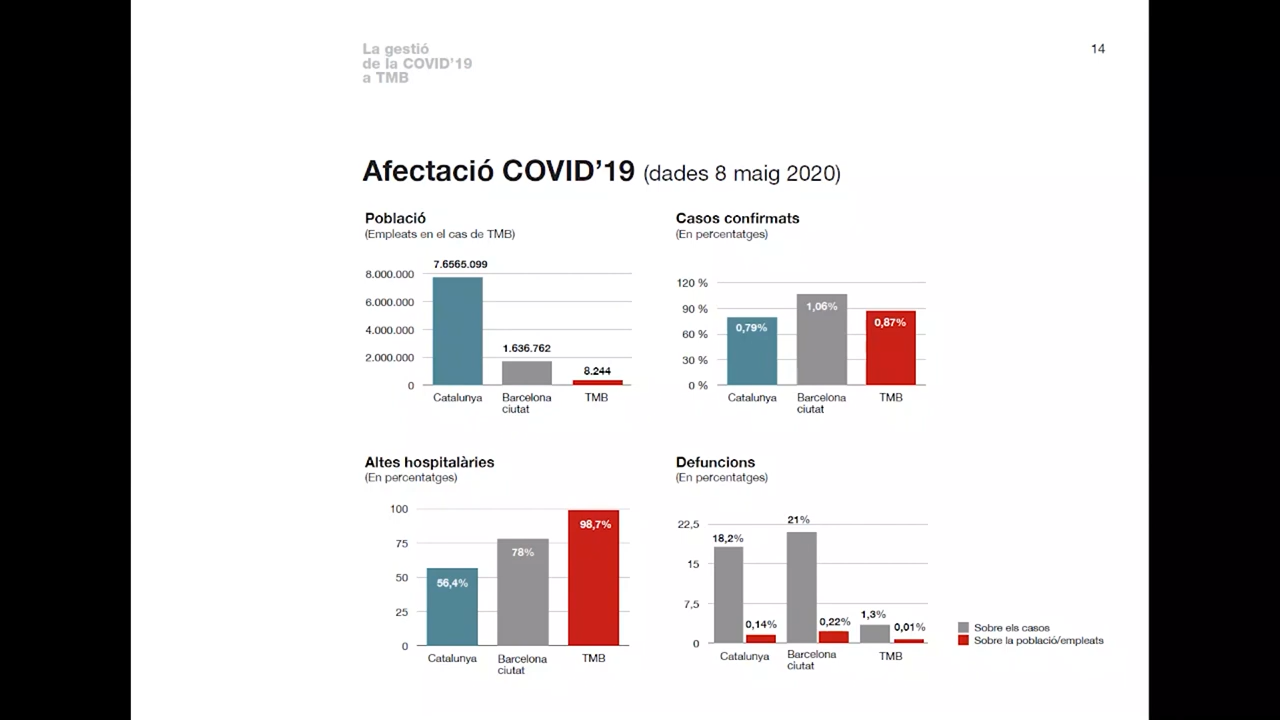 La gestió
de la COVID'19
a TMB
14
Afectació COVID'19 (dades 8 maig 2020)
Població
(Empleats en el cas de TMB)
7.6565.099
8.000.000
6.000.000
4.000.000
2.000.000
0
1.636.762
8.244
Catalunya
Barcelona
ciutat
TMB
Casos confirmats
(En percentatges)
120 %
90 %
60 %
30 %
0 %
0,79%
1,06%
0,87%
Catalunya
Barcelona
ciutat
TMB
Altes hospitalàries
(En percentatges)
100
75
50
25
0
56,4%
78%
98,7%
Catalunya
Barcelona
ciutat
TMB
Defuncions
(En percentatges)
22,5
15
7,5
0
18,2%
0,14%
21%
0,22%
1,3%
0,01%
Catalunya
Barcelona
ciutat
TMB
Sobre els casos
Sobre la població/empleats